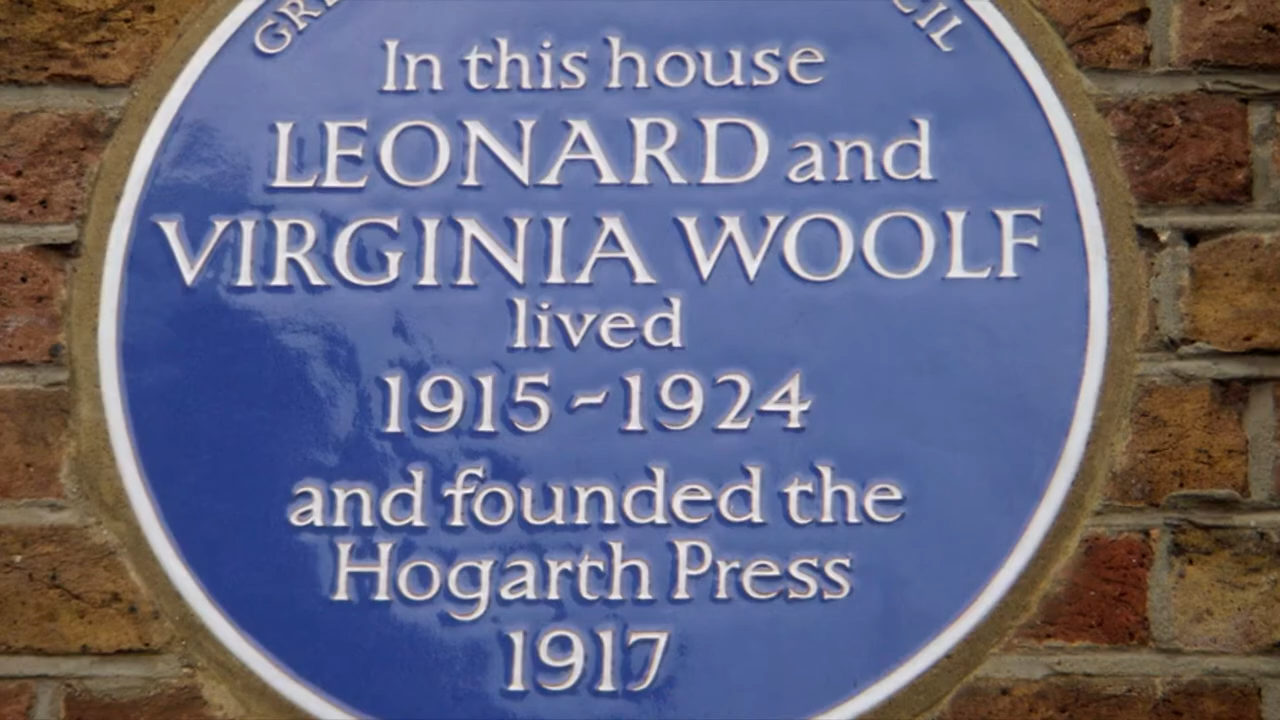 In this house
LEONARD and
VIRGINIA WOOLF
lived
1915~1924
and founded the
Hogarth Press
1917